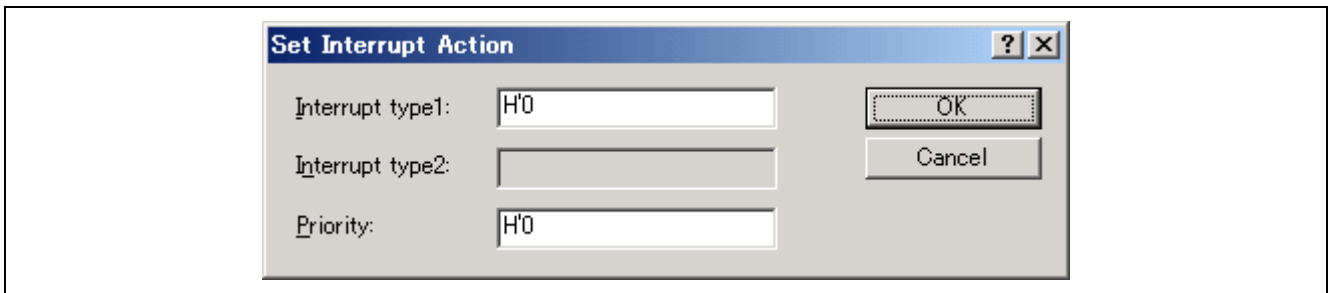 Set Interrupt Action
Interrupt type1: H'0 OK
Interrupt type2: Cancel
Priority: H'0